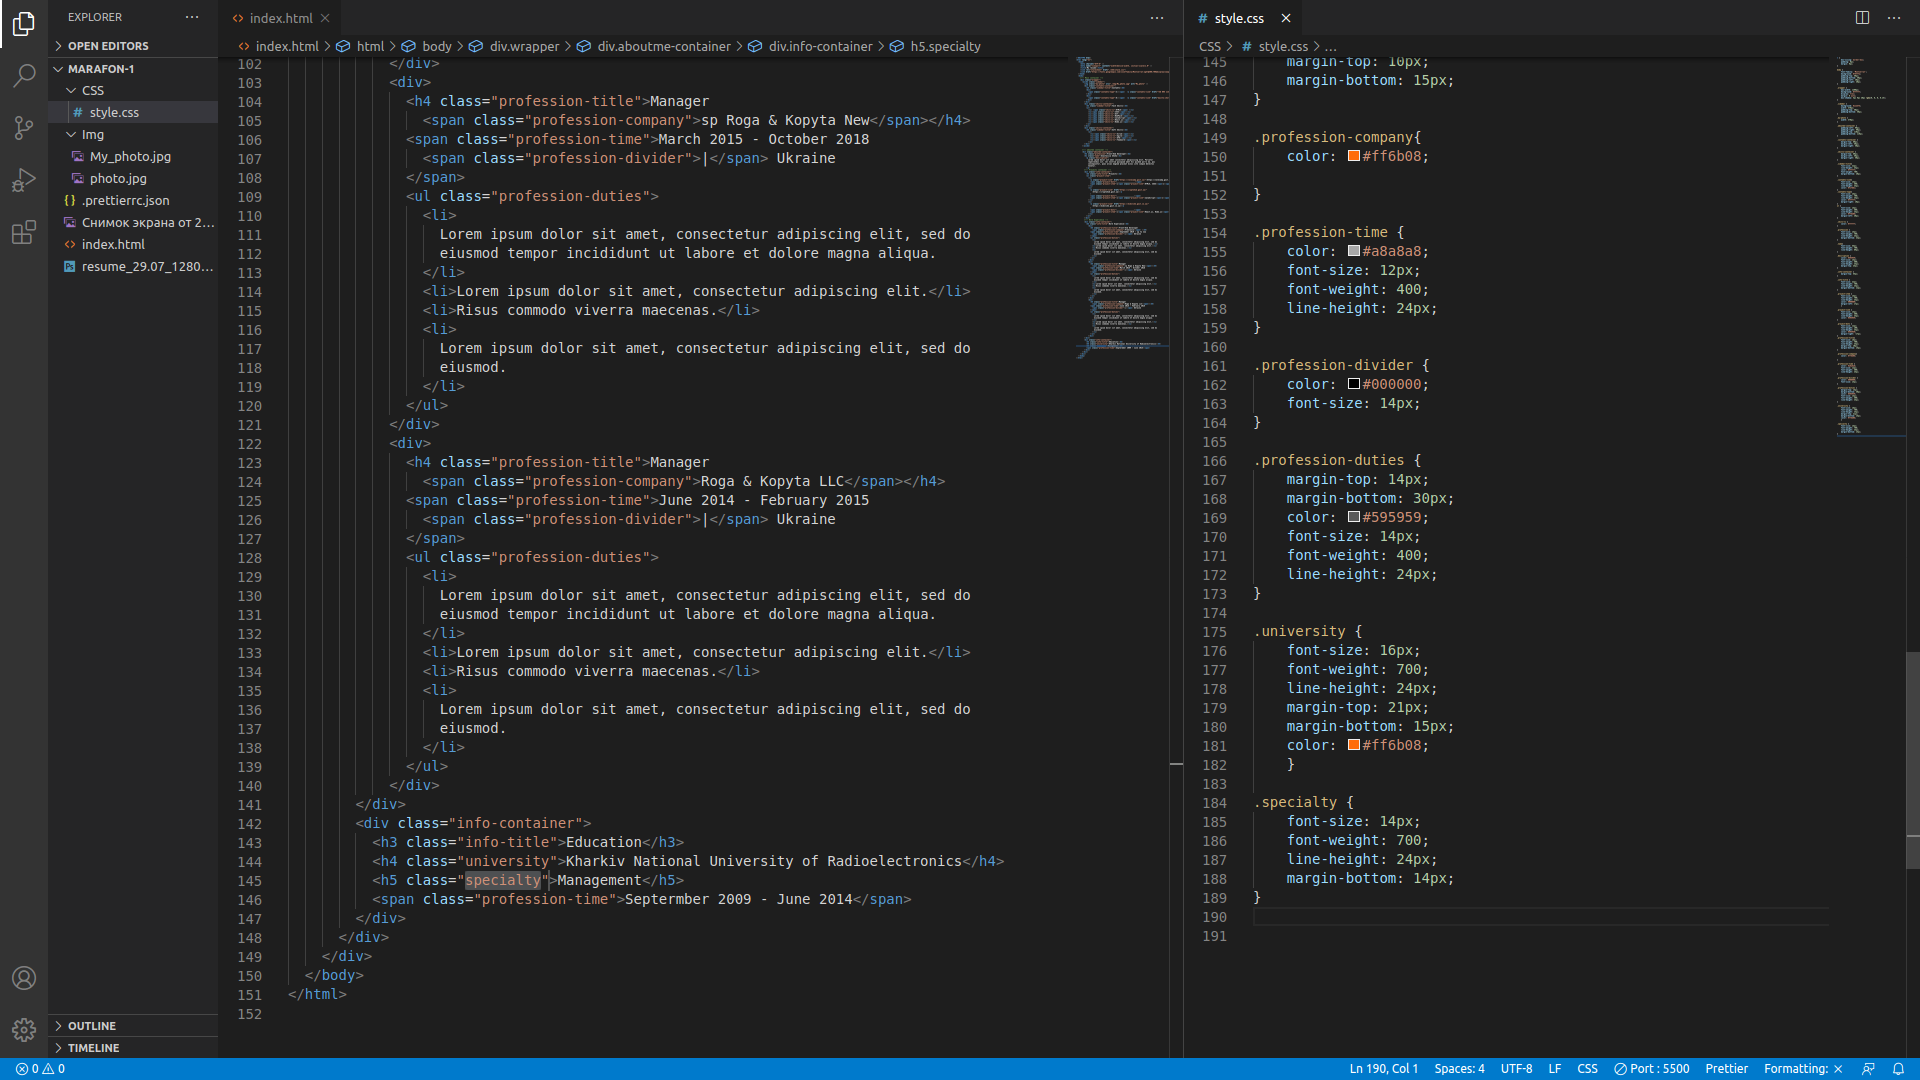 EXPLORER
OPEN EDITORS
MARAFON-1
CSS
# style.css
Img
My_photo.jpg
photo.jpg
{} .prettierrc.json
Снимок экрана от 2...
<> index.html
Ps resume_29.07_1280...
OUTLINE
TIMELINE
<> index.html
<> index.html > html > body > div.wrapper > div.aboutme-container > div.info-container > h5.specialty
102 </div>
103 <div>
104 <h4 class="profession-title">Manager
105 <span class="profession-company">sp Roga & Kopyta New</span></h4>
106 <span class="profession-time">March 2015 - October 2018
107 <span class="profession-divider">|</span> Ukraine
108 </span>
109 <ul class="profession-duties">
110 <li>
111 Lorem ipsum dolor sit amet, consectetur adipiscing elit, sed do
112 eiusmod tempor incididunt ut labore et dolore magna aliqua.
113 </li>
114 <li>Lorem ipsum dolor sit amet, consectetur adipiscing elit.</li>
115 <li>Risus commodo viverra maecenas.</li>
116 <li>
117 Lorem ipsum dolor sit amet, consectetur adipiscing elit, sed do
118 eiusmod.
119 </li>
120 </ul>
121 </div>
122 <div>
123 <h4 class="profession-title">Manager
124 <span class="profession-company">Roga & Kopyta LLC</span></h4>
125 <span class="profession-time">June 2014 - February 2015
126 <span class="profession-divider">|</span> Ukraine
127 </span>
128 <ul class="profession-duties">
129 <li>
130 Lorem ipsum dolor sit amet, consectetur adipiscing elit, sed do
131 eiusmod tempor incididunt ut labore et dolore magna aliqua.
132 </li>
133 <li>Lorem ipsum dolor sit amet, consectetur adipiscing elit.</li>
134 <li>Risus commodo viverra maecenas.</li>
135 <li>
136 Lorem ipsum dolor sit amet, consectetur adipiscing elit, sed do
137 eiusmod.
138 </li>
139 </ul>
140 </div>
141 </div>
142 <div class="info-container">
143 <h3 class="info-title">Education</h3>
144 <h4 class="university">Kharkiv National University of Radioelectronics</h4>
145 <h5 class="specialty">Management</h5>
146 <span class="profession-time">Septermber 2009 - June 2014</span>
147 </div>
148 </div>
149 </div>
150 </body>
151 </html>
152
# style.css
CSS > # style.css > ...
145 margin-top: 10px;
146 margin-bottom: 15px;
147 }
148
149 .profession-company{
150 color: #ff6b08;
151
152 }
153
154 .profession-time {
155 color: #a8a8a8;
156 font-size: 12px;
157 font-weight: 400;
158 line-height: 24px;
159 }
160
161 .profession-divider {
162 color: #000000;
163 font-size: 14px;
164 }
165
166 .profession-duties {
167 margin-top: 14px;
168 margin-bottom: 30px;
169 color: #595959;
170 font-size: 14px;
171 font-weight: 400;
172 line-height: 24px;
173 }
174
175 .university {
176 font-size: 16px;
177 font-weight: 700;
178 line-height: 24px;
179 margin-top: 21px;
180 margin-bottom: 15px;
181 color: #ff6b08;
182 }
183
184 .specialty {
185 font-size: 14px;
186 font-weight: 700;
187 line-height: 24px;
188 margin-bottom: 14px;
189 }
190
191
0 0 Ln 190, Col 1 Spaces: 4 UTF-8 LF CSS Port : 5500 Prettier Formatting: ×